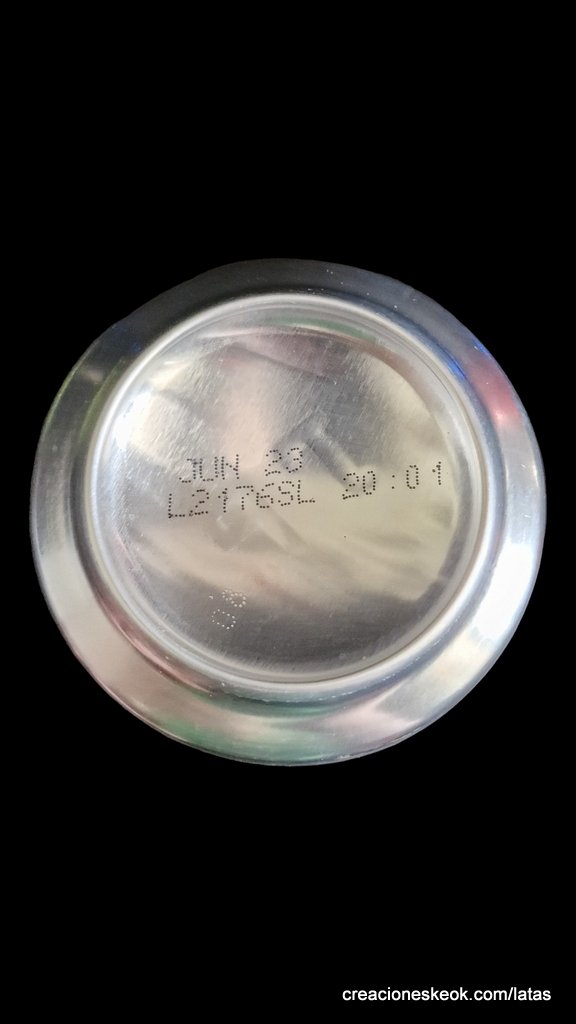 JUN 23
L2176SL 20:01
creacioneskeok.com/latas